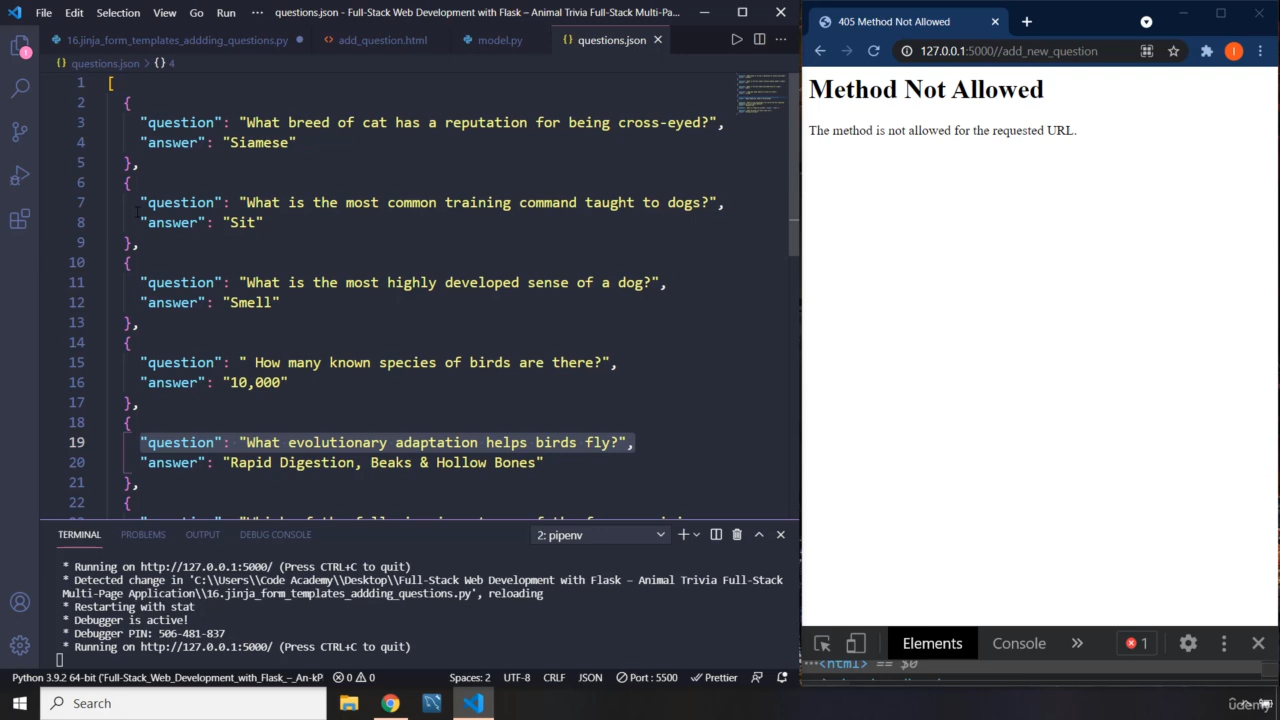 File Edit Selection View Go Run ··· questions.json - Full-Stack Web Development with Flask – Animal Trivia Full-Stack Multi-Pa...
16.jinja_form_templates_addding_questions.py
add_question.html
model.py
questions.json
questions.json > {} 4
1 [
2 {
3 "question": "What breed of cat has a reputation for being cross-eyed?",
4 "answer": "Siamese"
5 },
6 {
7 "question": "What is the most common training command taught to dogs?",
8 "answer": "Sit"
9 },
10 {
11 "question": "What is the most highly developed sense of a dog?",
12 "answer": "Smell"
13 },
14 {
15 "question": " How many known species of birds are there?",
16 "answer": "10,000"
17 },
18 {
19 "question": "What evolutionary adaptation helps birds fly?",
20 "answer": "Rapid Digestion, Beaks & Hollow Bones"
21 },
22 {
TERMINAL PROBLEMS OUTPUT DEBUG CONSOLE 2: pipenv
* Running on http://127.0.0.1:5000/ (Press CTRL+C to quit)
* Detected change in 'C:\\Users\\Code Academy\\Desktop\\Full-Stack Web Development with Flask – Animal Trivia Full-Stack
Multi-Page Application\\16.jinja_form_templates_addding_questions.py', reloading
* Restarting with stat
* Debugger is active!
* Debugger PIN: 506-481-837
* Running on http://127.0.0.1:5000/ (Press CTRL+C to quit)
Python 3.9.2 64-bit ment_with_Flask_–_An-kP 0 0 Spaces: 2 UTF-8 CRLF JSON Port : 5500 Prettier
405 Method Not Allowed
127.0.0.1:5000//add_new_question
I
Method Not Allowed
The method is not allowed for the requested URL.
Elements Console » 1
<html> == $0
Search
udemy